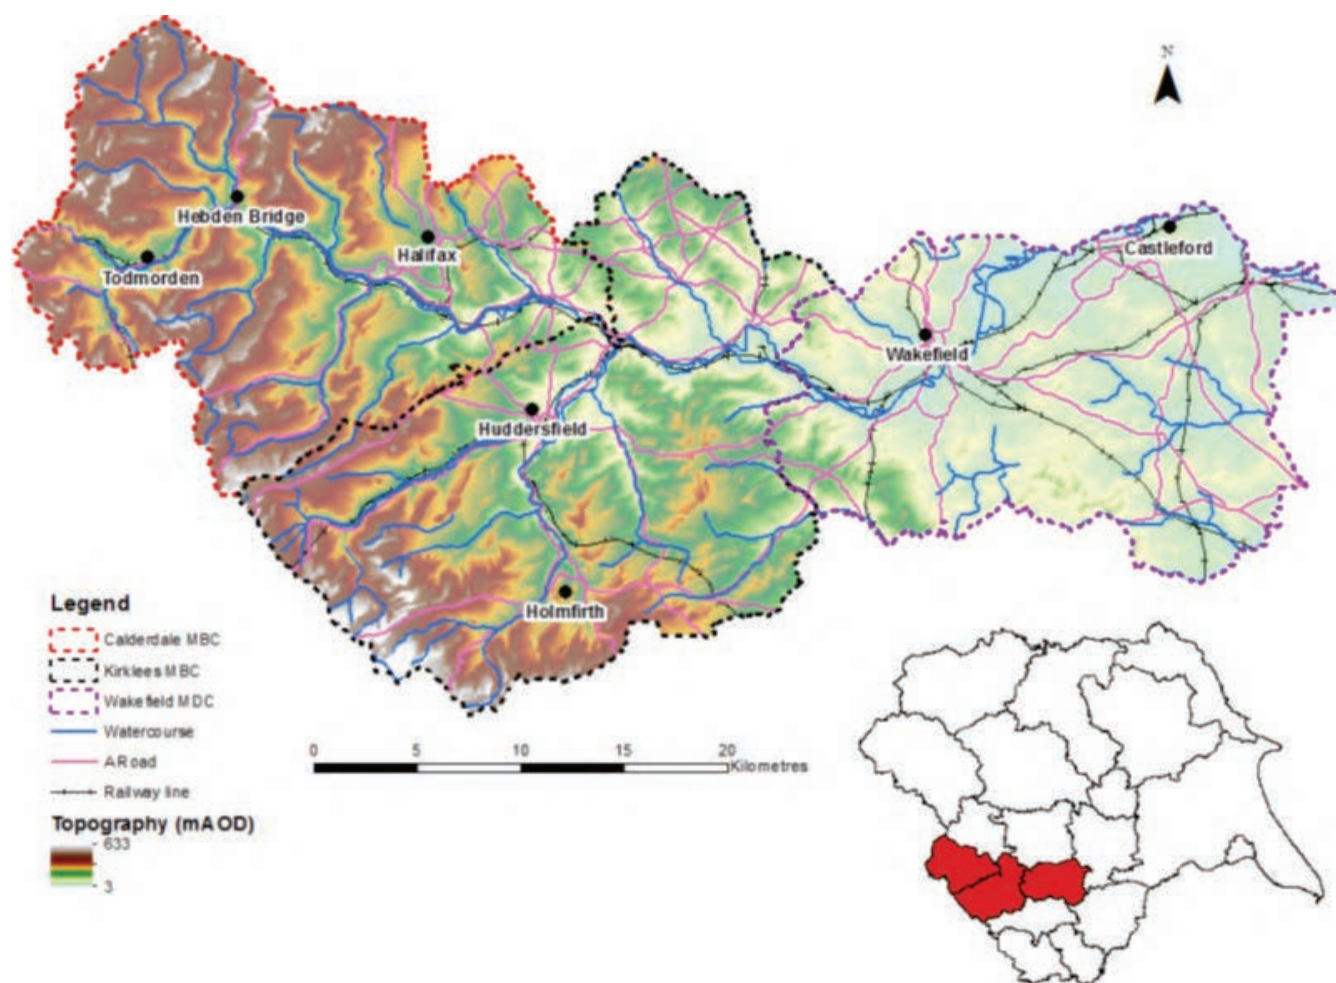 N
Hebden Bridge
Halifax
Todmorden
Castleford
Wakefield
Huddersfield
Holmfirth
Legend
Calderdale MBC
Kirklees MBC
Wakefield MDC
Watercourse
A Road
Railway line
Topography (mAOD)
633
3
0 5 10 15 20
Kilometres